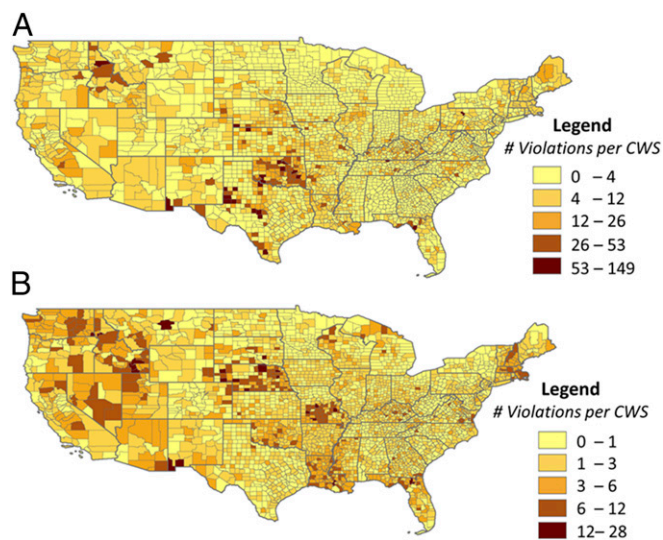 A
Legend
# Violations per CWS
0 – 4
4 – 12
12 – 26
26 – 53
53 – 149
B
Legend
# Violations per CWS
0 – 1
1 – 3
3 – 6
6 – 12
12– 28